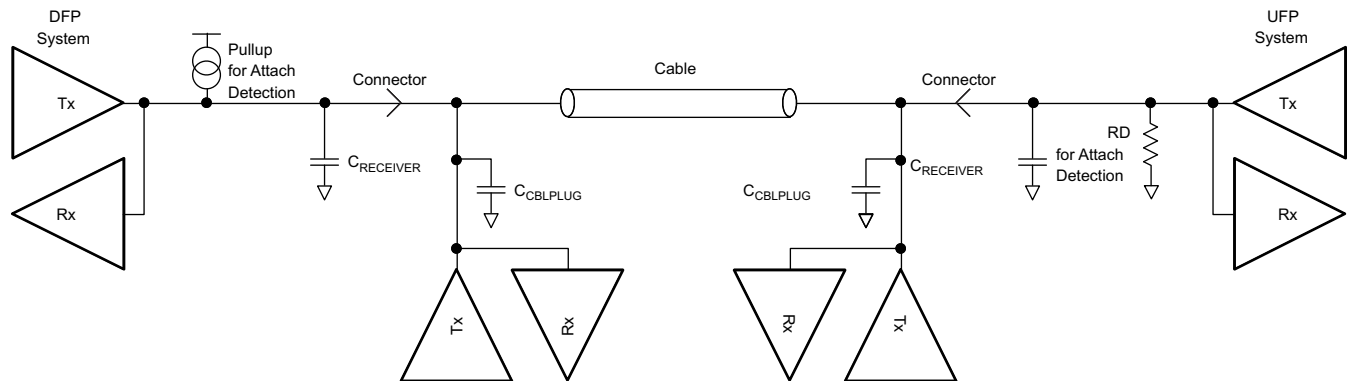 DFP
System
Tx
Rx
Pullup
for Attach
Detection
Connector
CRECEIVER
CCBLPLUG
Tx
Rx
Cable
Connector
CRECEIVER
CCBLPLUG
Rx
Tx
RD
for Attach
Detection
UFP
System
Tx
Rx